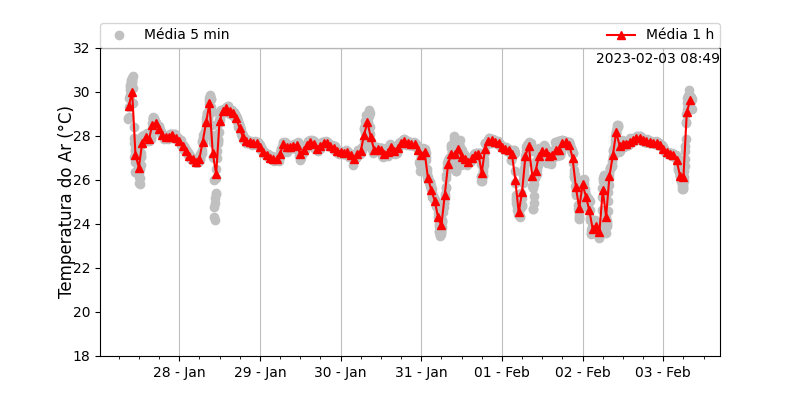 Média 5 min
Média 1 h
2023-02-03 08:49
Temperatura do Ar (°C)
32
30
28
26
24
22
20
18
28 - Jan
29 - Jan
30 - Jan
31 - Jan
01 - Feb
02 - Feb
03 - Feb